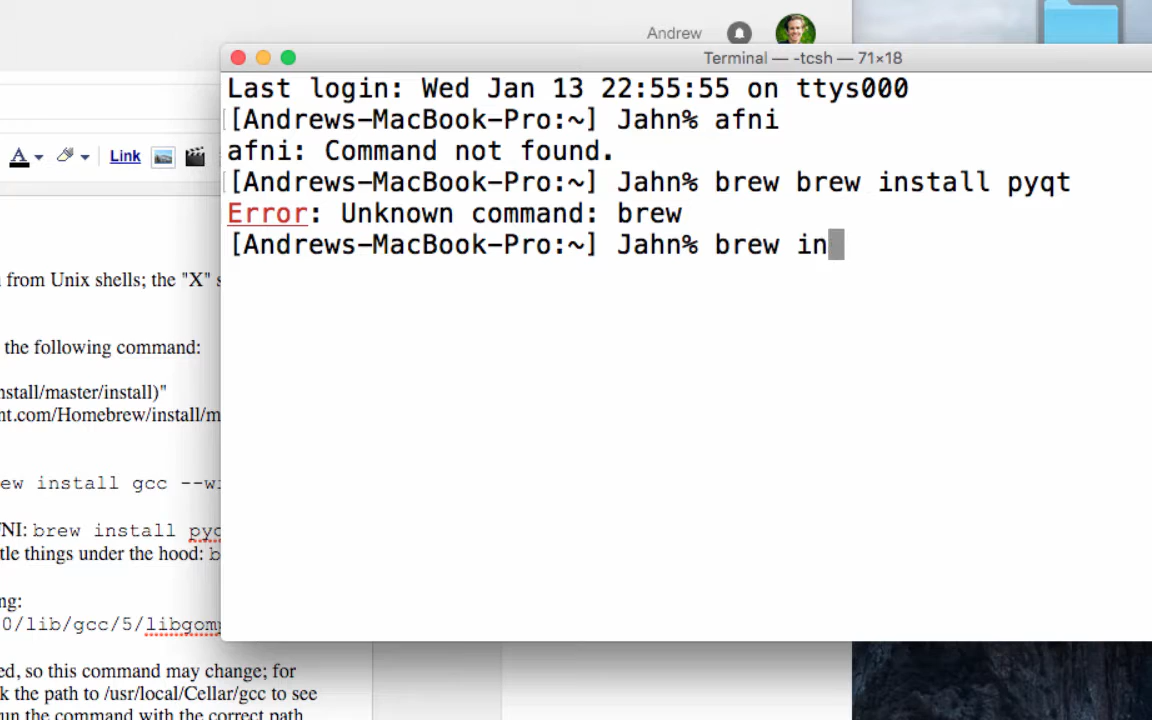 Andrew
Terminal — -tcsh — 71×18
Last login: Wed Jan 13 22:55:55 on ttys000
[Andrews-MacBook-Pro:~] Jahn% afni
afni: Command not found.
[Andrews-MacBook-Pro:~] Jahn% brew brew install pyqt
Error: Unknown command: brew
[Andrews-MacBook-Pro:~] Jahn% brew in
A
Link
from Unix shells; the "X"
the following command:
nstall/master/install)"
nt.com/Homebrew/install/m
ew install gcc --w
NI: brew install pyq
tle things under the hood: b
ng:
0/lib/gcc/5/libgom
ed, so this command may change; for
k the path to /usr/local/Cellar/gcc to see
un the command with the correct path